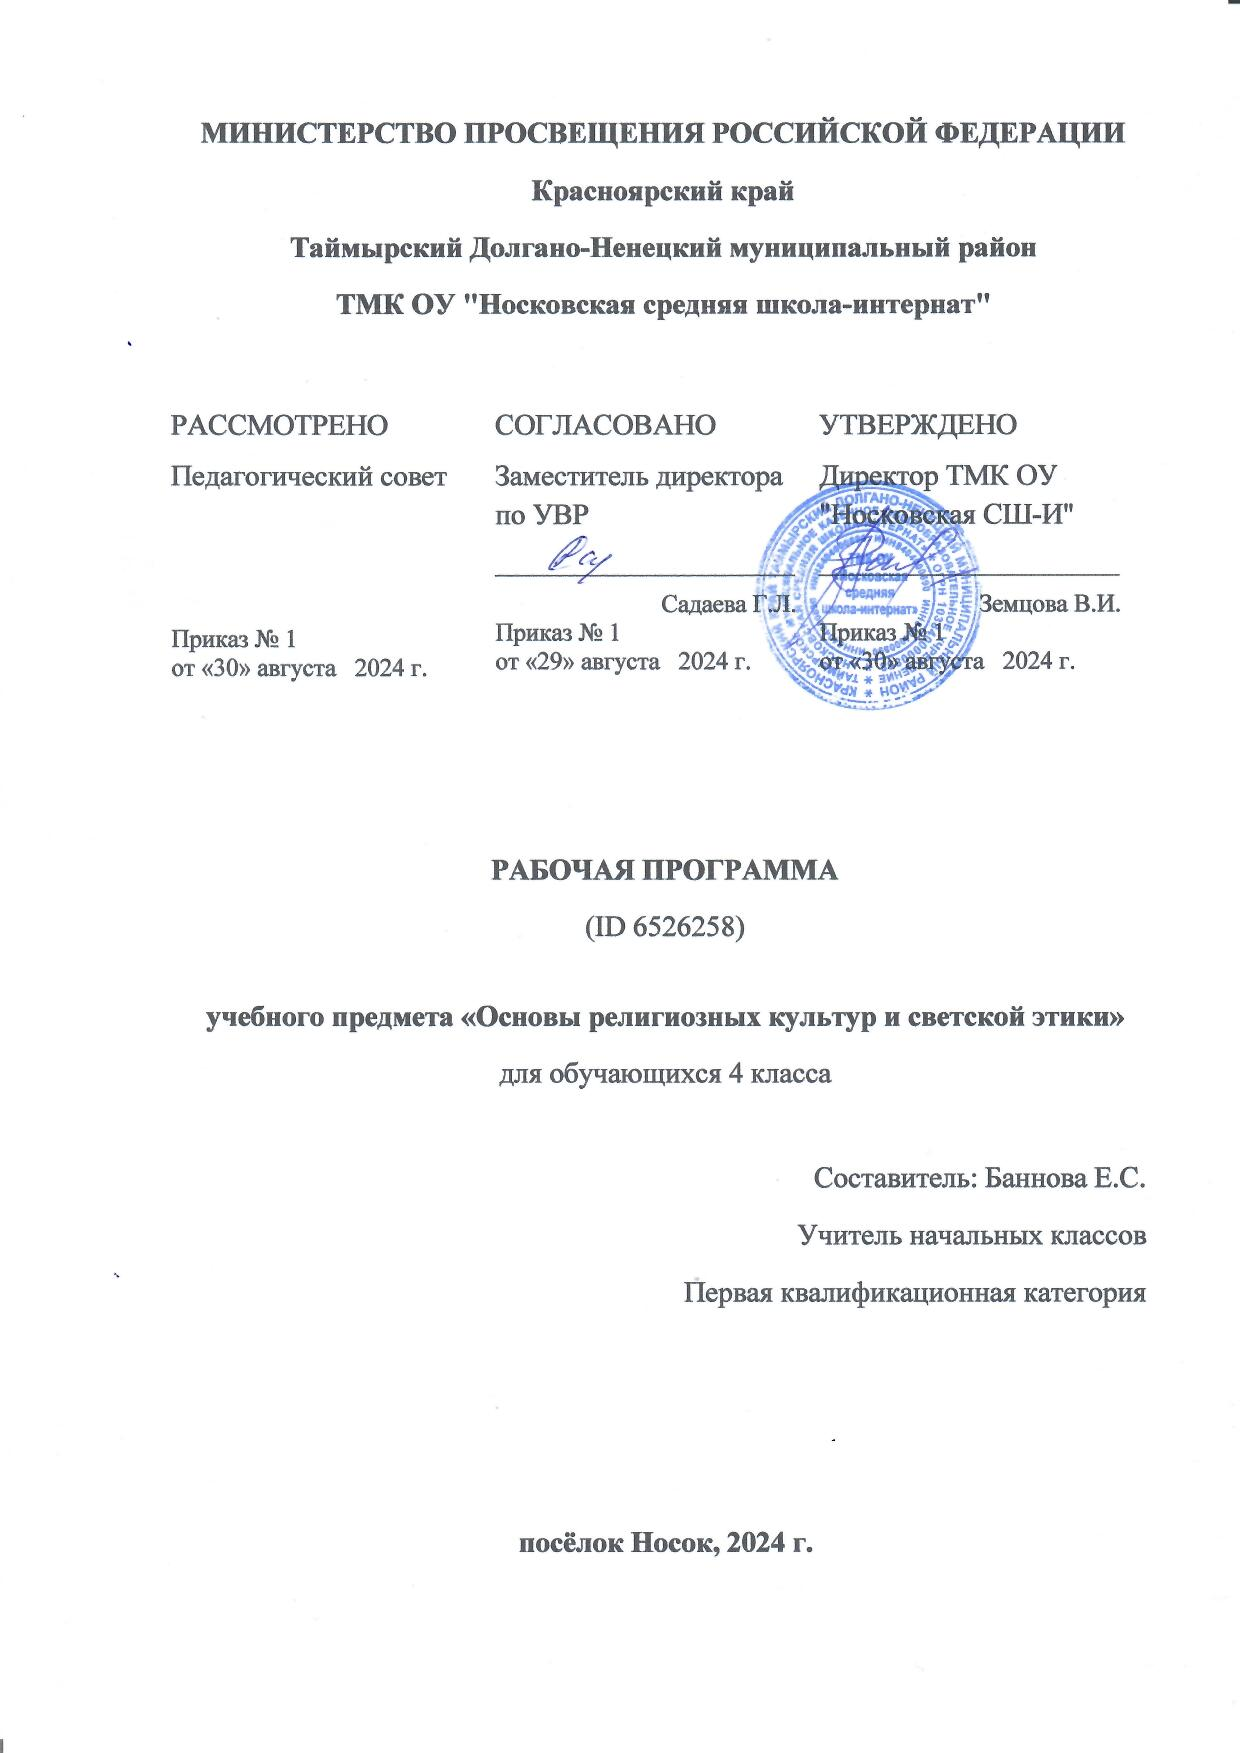 МИНИСТЕРСТВО ПРОСВЕЩЕНИЯ РОССИЙСКОЙ ФЕДЕРАЦИИ
Красноярский край
Таймырский Долгано-Ненецкий муниципальный район
ТМК ОУ "Носковская средняя школа-интернат"
РАССМОТРЕНО
Педагогический совет
Приказ № 1
от «30» августа 2024 г.
СОГЛАСОВАНО
Заместитель директора
по УВР
Садаева Г.Л.
Приказ № 1
от «29» августа 2024 г.
УТВЕРЖДЕНО
Директор ТМК ОУ
"Носковская СШ-И"
Земцова В.И.
Приказ № 1
от «30» августа 2024 г.
Носковская
средняя
школа-интернат»
РАБОЧАЯ ПРОГРАММА
(ID 6526258)
учебного предмета «Основы религиозных культур и светской этики»
для обучающихся 4 класса
Составитель: Баннова Е.С.
Учитель начальных классов
Первая квалификационная категория
посёлок Носок, 2024 г.